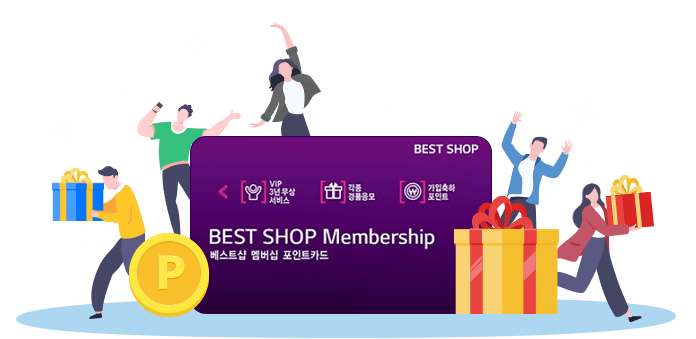 BEST SHOP
VIP
3년 무상
서비스
각종
경품응모
가입축하
포인트
BEST SHOP Membership
베스트샵 멤버십 포인트카드
P